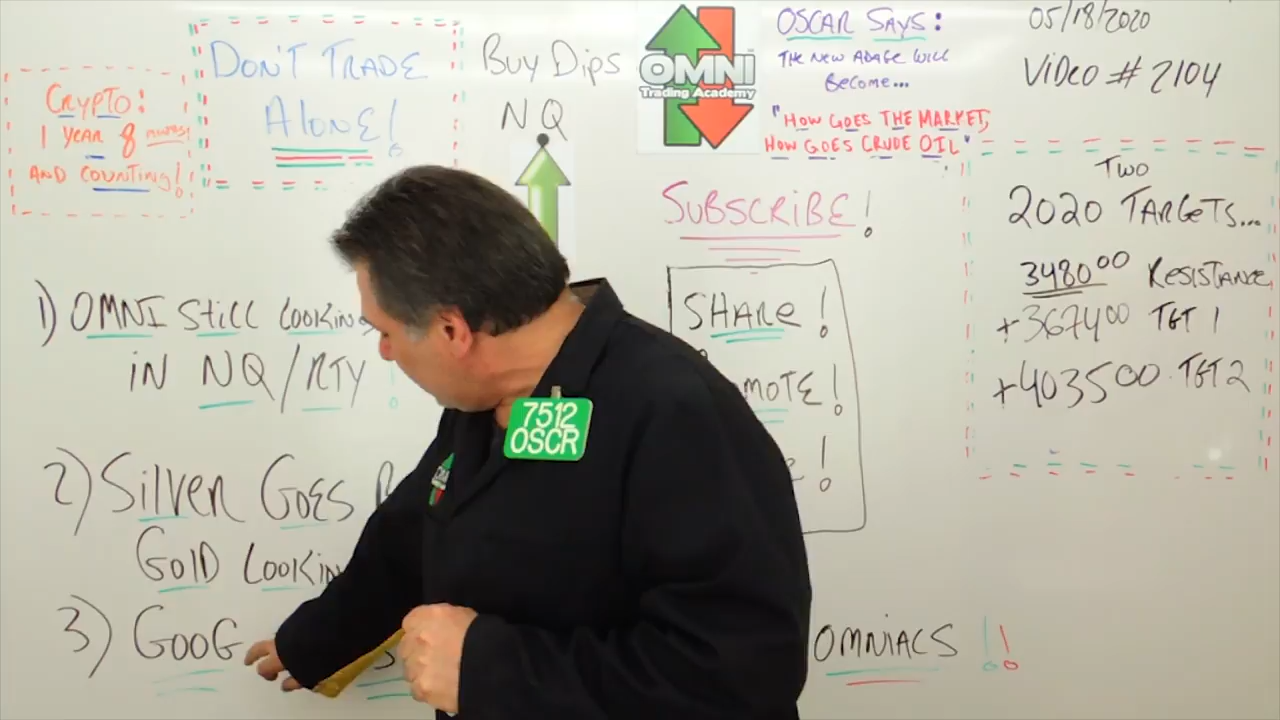 CRYPTO:
1 YEAR 8
AND COUNTING!
DON'T TRADE
ALONE!
BUY DIPS
NQ
OMNI
Trading Academy
OSCAR SAYS:
THE NEW ADAGE WILL
BECOME...
"HOW GOES THE MARKET,
HOW GOES CRUDE OIL"
05/18/2020
VIDEO # 2104
TWO
2020 TARGETS...
3480.00 RESISTANCE
+3674.00 TGT 1
+4035.00 TGT 2
SUBSCRIBE!
SHARE!
1) OMNI STILL LOOKING
IN NQ/RTY
2) SILVER GOES
GOLD LOOKING
3) GOOG
OMNIACS !!
7512
OSCR